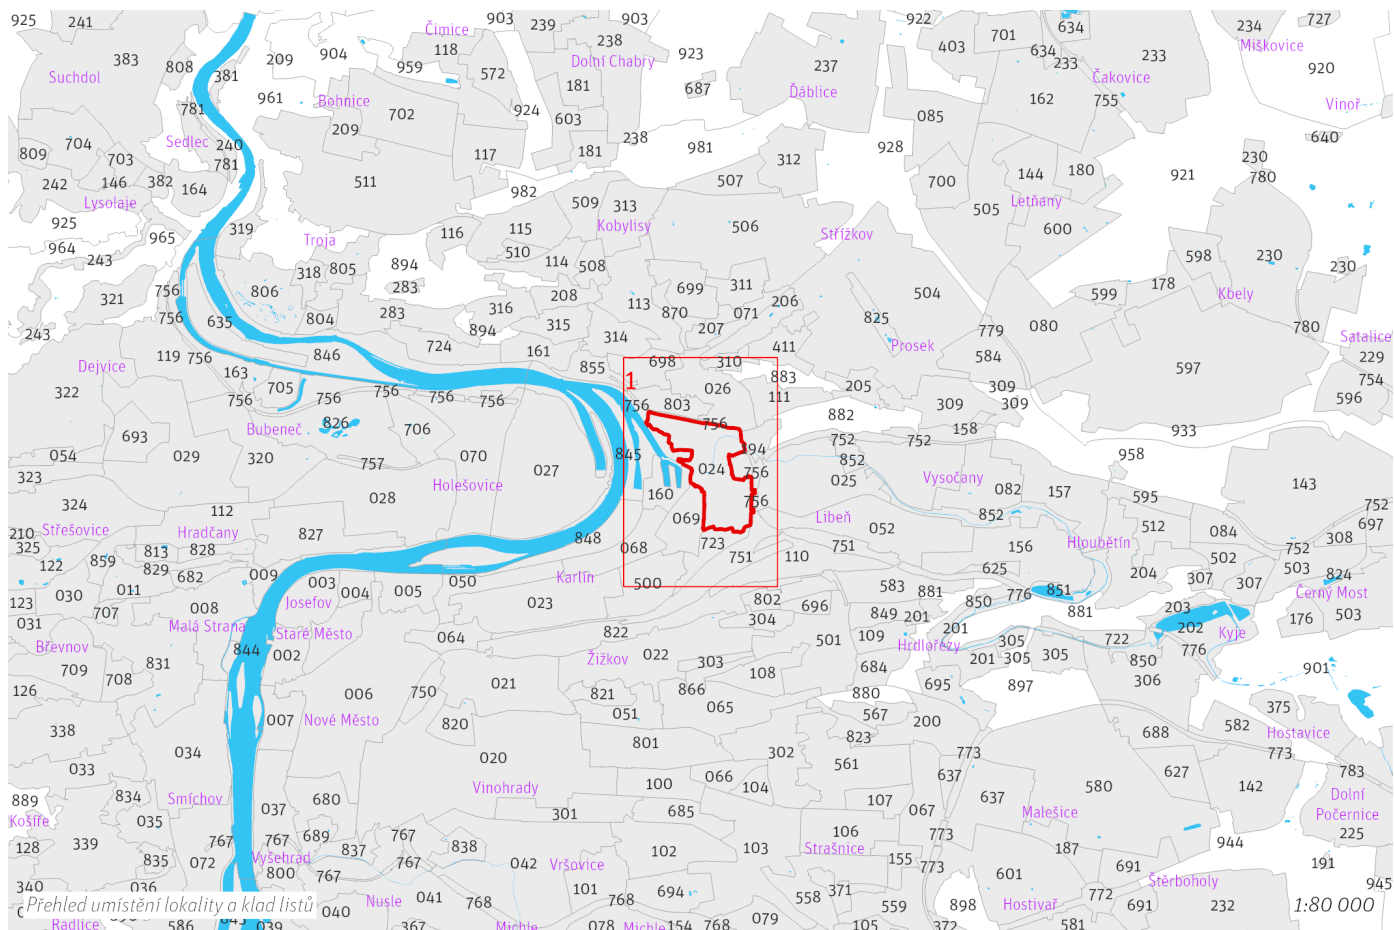 925 241 903 239 903 922 701 634 234 727
Čimice
383 118 238 923 403 634 233 233 Miškovice
Suchdol 808 381 209 904 959 572 Dolní Chabry 237 Čakovice 920
961 Bohnice 181 687 Ďáblice 162 755 Vinoř
781 702 924 603 085
704 Sedlec 240 209 238 640
809 703 781 117 181 981 312 928 230
242 146 382 164 511 982 507 700 144 180 921 780
Lysolaje 509 313 505 Letňany
925 319 116 115 Kobylisy 506 Střížkov 600
964 965 Troja 510
243 318 805 894 114 508 598 230 230
321 756 806 283 208 699 311 504 599 178 Kbely
756 635 804 283 316 113 870 071 206 825
243 894 315 314 207 779 080 780 Satalice
119 756 846 724 161 698 310 411 Prosek 584 229
Dejvice 163 855 883 597 754
322 705 756 756 756 756 1 026 205 309 596
756 756 803 111 309 309
Bubeneč 826 706 756 882 158 933
693 752 752
054 029 320 757 070 845 394 852 958
323 027 024 756 025 Vysočany 143
Holešovice 160 082 157 595
324 028 756 752
112 069 Libeň 852 512 697
210 Střešovice Hradčany 827 848 052 084 308
325 813 828 068 723 751 156 Hloubětín 752
122 859 829 682 009 Karlín 751 110 625 204 502 503 824
030 011 003 050 500 583 776 851 307 307 Černý Most
123 707 008 Josefov 004 005 023 802 881 850 881 203 503
031 Malá Strana Staré Město 304 696 849 201 201 202 176
Břevnov 064 822 501 109 Hrdlořezy 305 722 Kyje
709 831 844 002 Žižkov 022 303 684 201 305 305 850 776
126 708 006 750 021 108 695 897 306 901
821 866 880
338 007 Nové Město 820 051 065 567 200 375
034 801 823 688 582 Hostavice
033 020 302 561 773 773
066 637 627 783
889 834 Smíchov 680 Vinohrady 100 104 107 637 580 142 Dolní
Košíře 035 037 301 685 067 Malešice Počernice
128 339 767 767 689 767 838 106 773 225
835 072 Vyšehrad 837 767 042 Vršovice 102 103 Strašnice 155 187 944
800 767 773 691 191
340 036 041 768 101 694 371 601 Štěrboholy 945
Přehled umístění lokality a klad listů 040 Nusle 768 558 559 898 Hostivař 772 691 232 1:80 000
Radlice 586 039 367 Michle 078 Michle 154 768 079 105 372 581